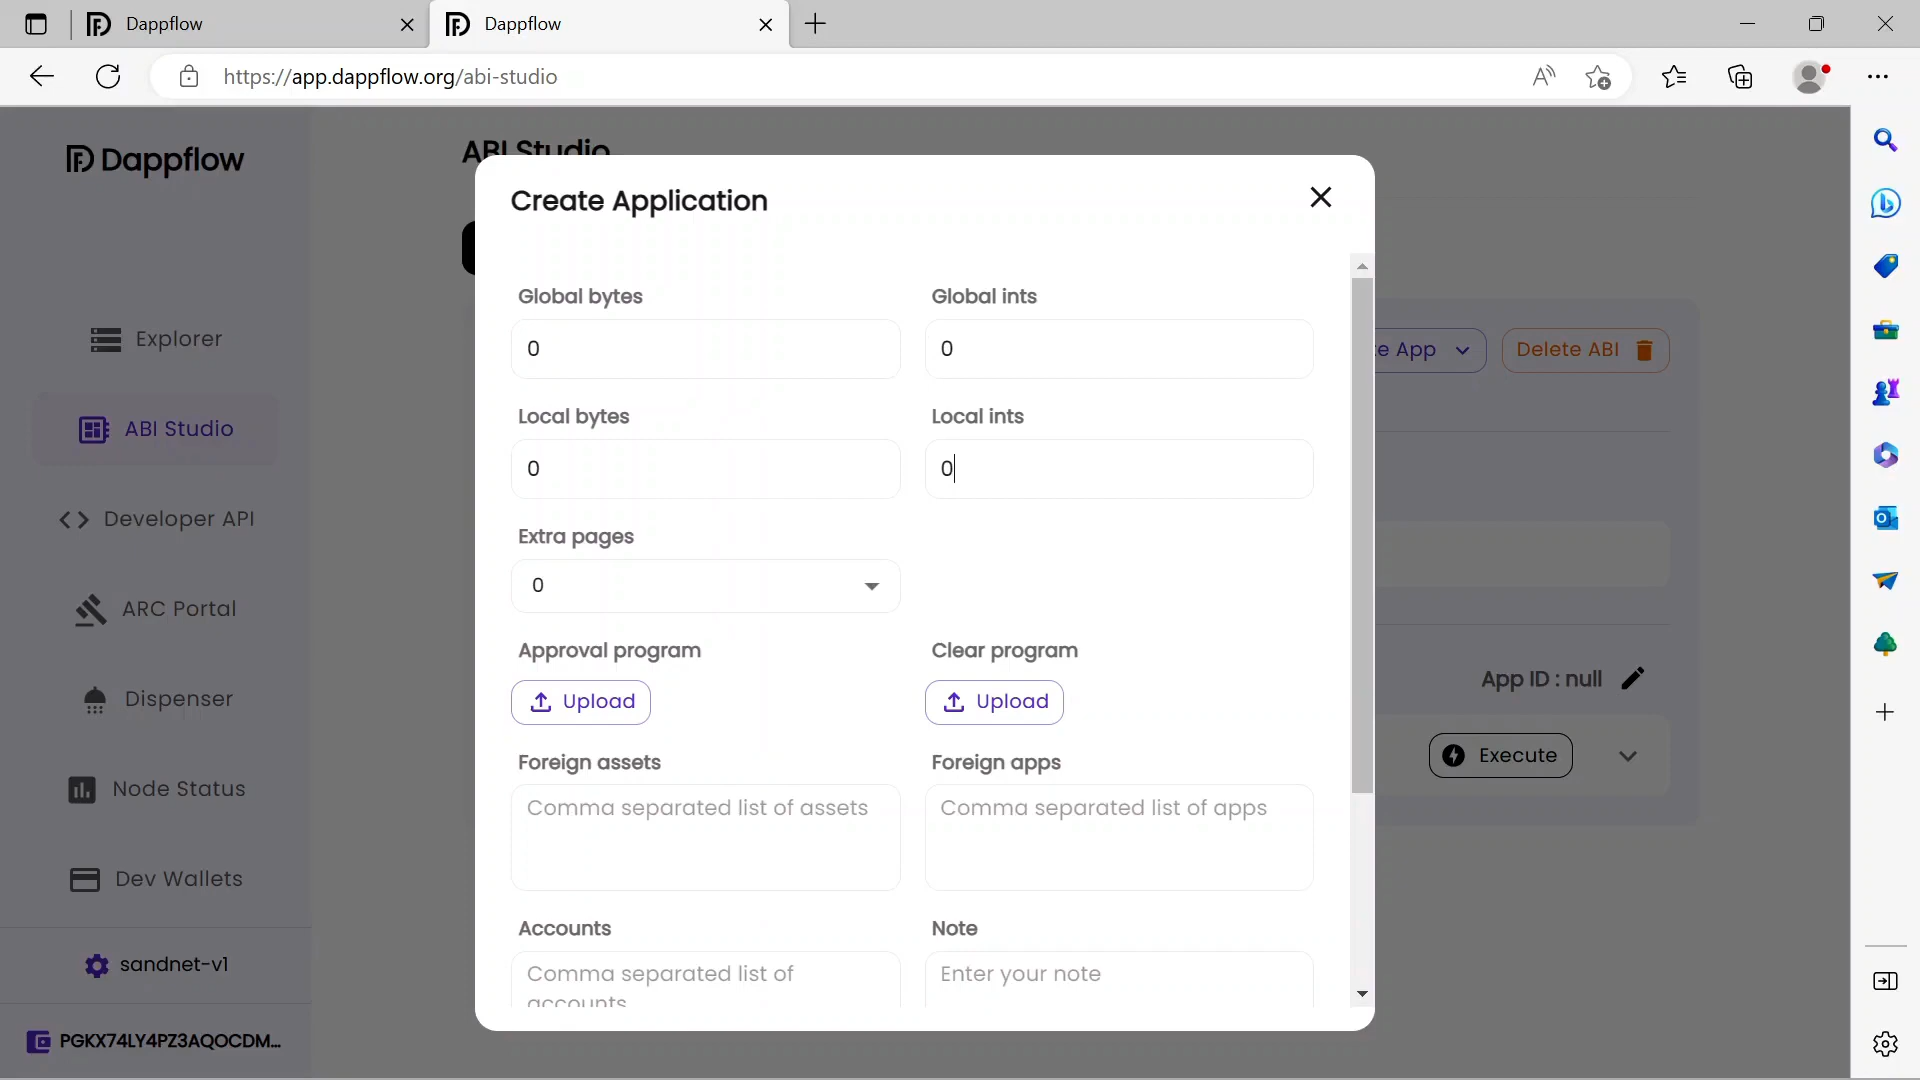 Dappflow
Dappflow
https://app.dappflow.org/abi-studio
Dappflow
ABI Studio
Create Application
Global bytes
Global ints
0
0
Explorer
e App
Delete ABI
Local bytes
Local ints
ABI Studio
0
0
Developer API
Extra pages
0
ARC Portal
Approval program
Clear program
App ID : null
Upload
Upload
Dispenser
Foreign assets
Foreign apps
Execute
Node Status
Comma separated list of assets
Comma separated list of apps
Dev Wallets
Accounts
Note
sandnet-v1
Comma separated list of
accounts
Enter your note
PGKX74LY4PZ3AQOCDM...